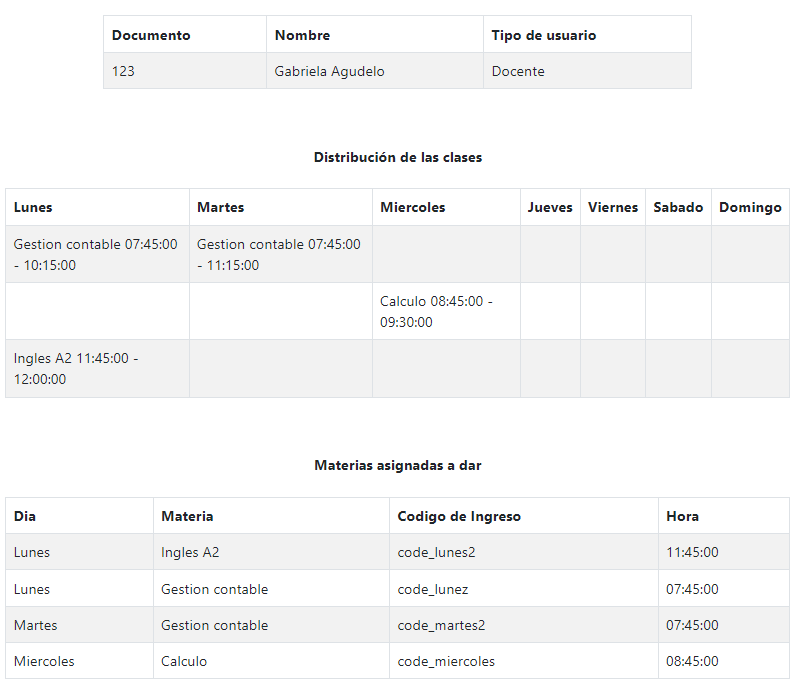 Documento Nombre Tipo de usuario
123 Gabriela Agudelo Docente
Distribución de las clases
Lunes Martes Miercoles Jueves Viernes Sabado Domingo
Gestion contable 07:45:00 Gestion contable 07:45:00
- 10:15:00 - 11:15:00
Calculo 08:45:00 -
09:30:00
Ingles A2 11:45:00 -
12:00:00
Materias asignadas a dar
Dia Materia Codigo de Ingreso Hora
Lunes Ingles A2 code_lunes2 11:45:00
Lunes Gestion contable code_lunez 07:45:00
Martes Gestion contable code_martes2 07:45:00
Miercoles Calculo code_miercoles 08:45:00